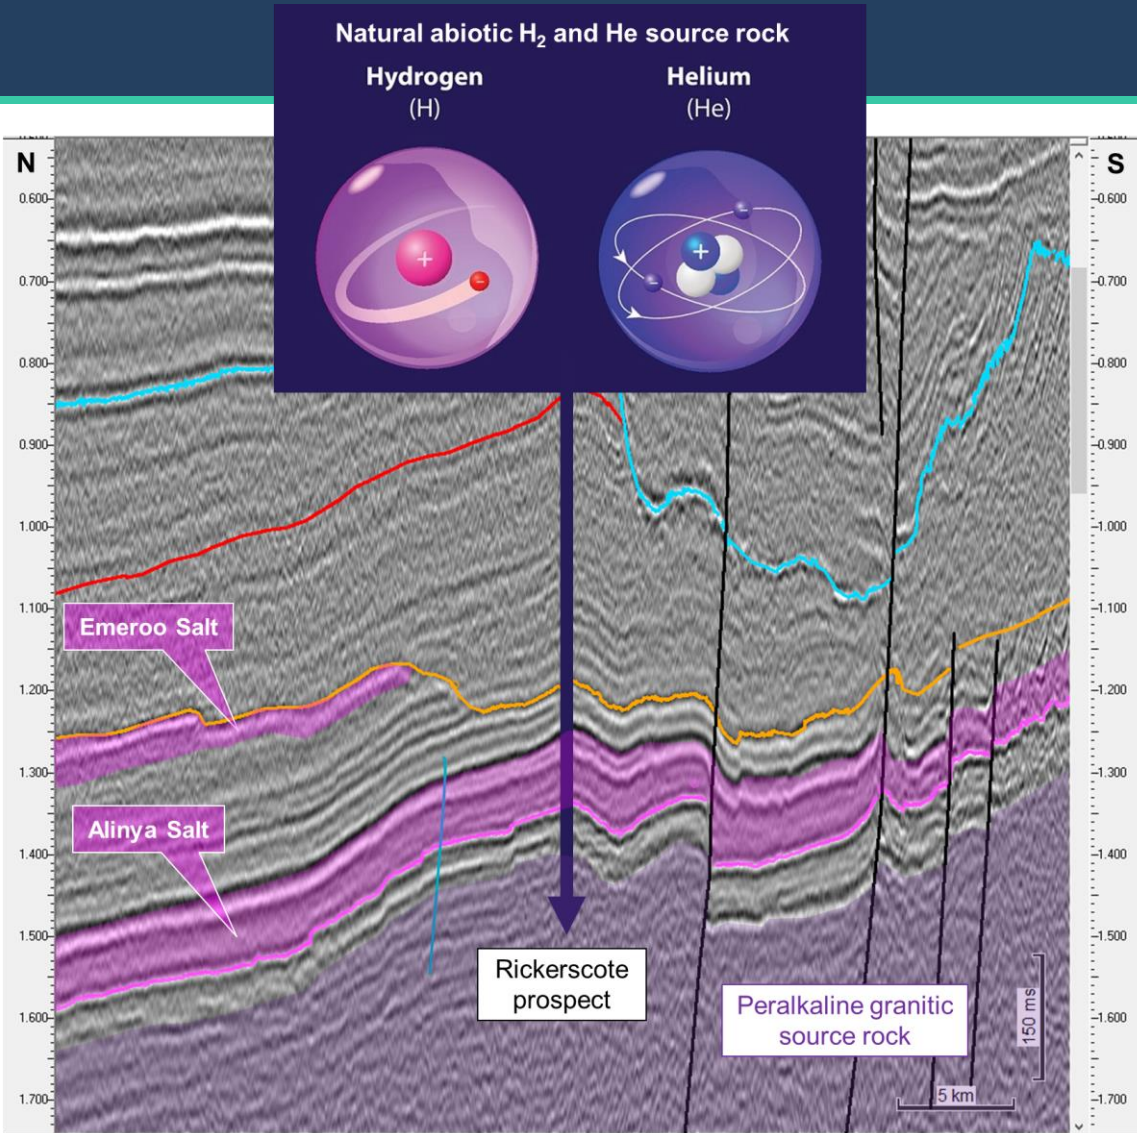 Natural abiotic H₂ and He source rock
Hydrogen
(H)
Helium
(He)
+
-
+
-
-
N
S
0.600
0.700
0.800
0.900
1.000
1.100
1.200
1.300
1.400
1.500
1.600
1.700
0.600
0.700
0.800
0.900
1.000
1.100
1.200
1.300
1.400
1.500
1.600
1.700
Emeroo Salt
Alinya Salt
Rickerscote
prospect
Peralkaline granitic
source rock
150 ms
5 km